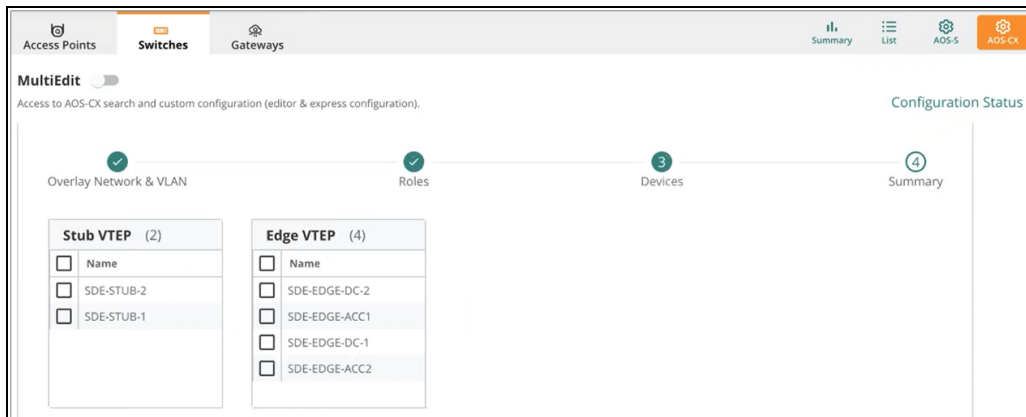 Access Points
Switches
Gateways
Summary
List
AOS-S
AOS-CX
MultiEdit
Access to AOS-CX search and custom configuration (editor & express configuration).
Configuration Status
3
4
Overlay Network & VLAN
Roles
Devices
Summary
Stub VTEP (2)
Name
SDE-STUB-2
SDE-STUB-1
Edge VTEP (4)
Name
SDE-EDGE-DC-2
SDE-EDGE-ACC1
SDE-EDGE-DC-1
SDE-EDGE-ACC2